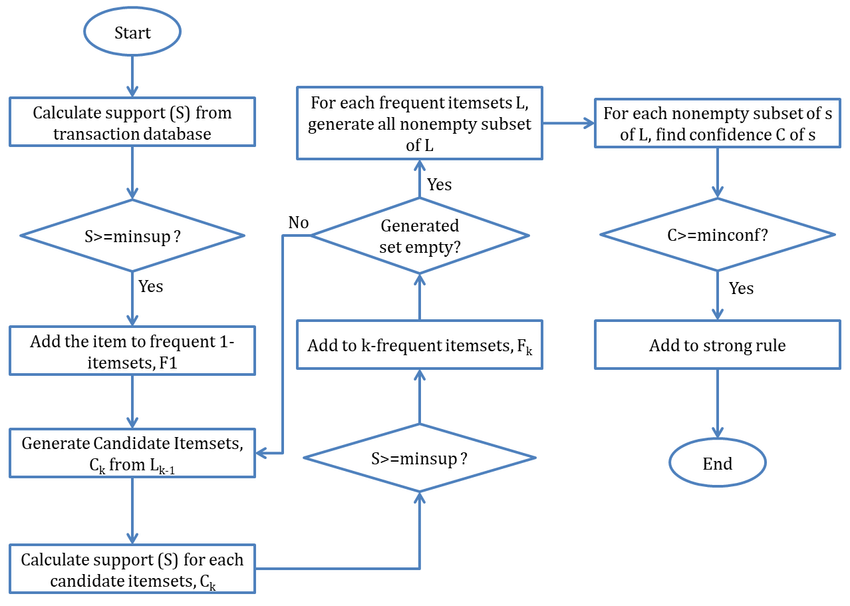 Start
Calculate support (S) from
transaction database
S>=minsup ?
Yes
Add the item to frequent 1-
itemsets, F1
Generate Candidate Itemsets,
Ck from Lk-1
Calculate support (S) for each
candidate itemsets, Ck
S>=minsup ?
Add to k-frequent itemsets, Fk
Generated
set empty?
No
Yes
For each frequent itemsets L,
generate all nonempty subset
of L
For each nonempty subset of s
of L, find confidence C of s
C>=minconf?
Yes
Add to strong rule
End